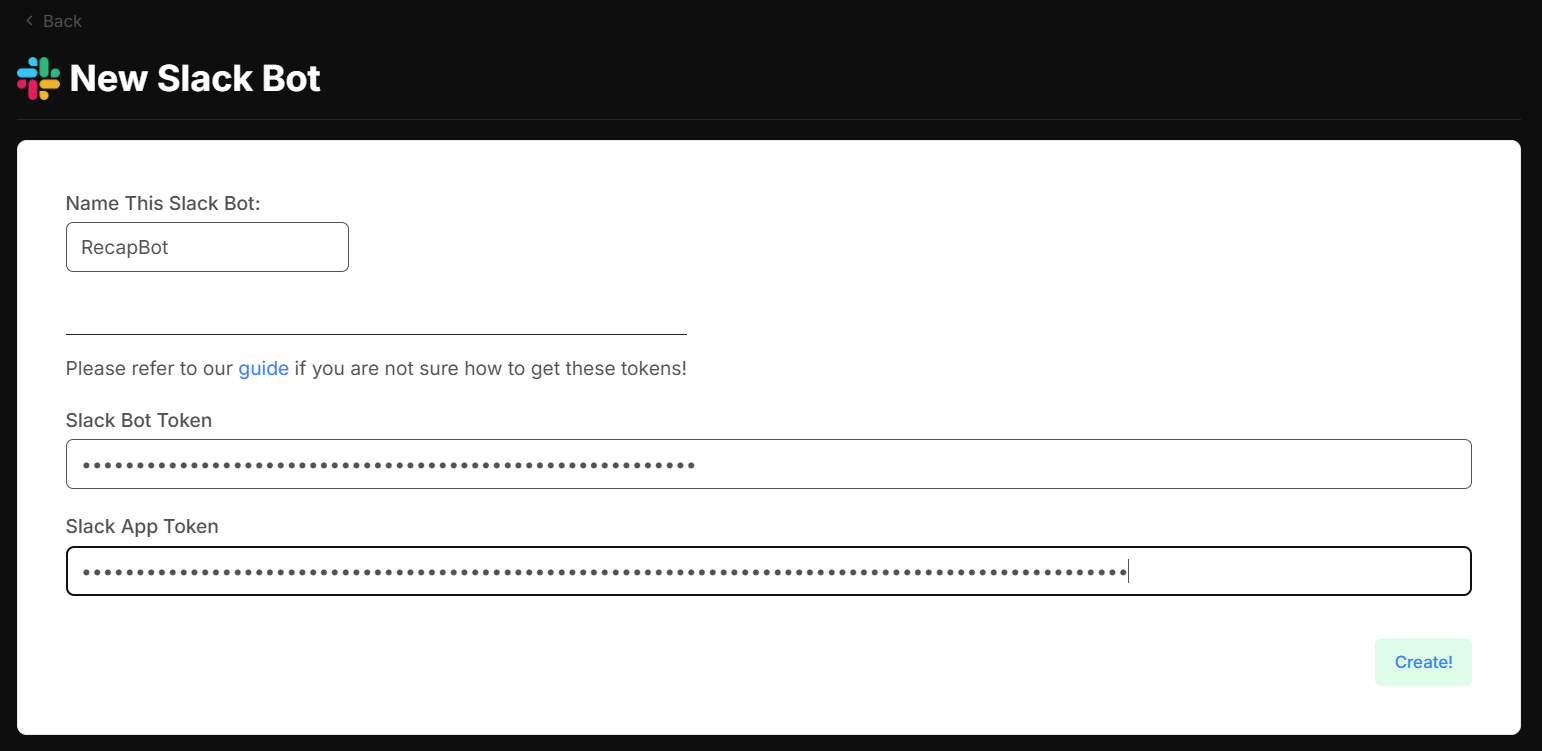 Back
New Slack Bot
Name This Slack Bot:
RecapBot
Please refer to our guide if you are not sure how to get these tokens!
Slack Bot Token
Slack App Token
Create!